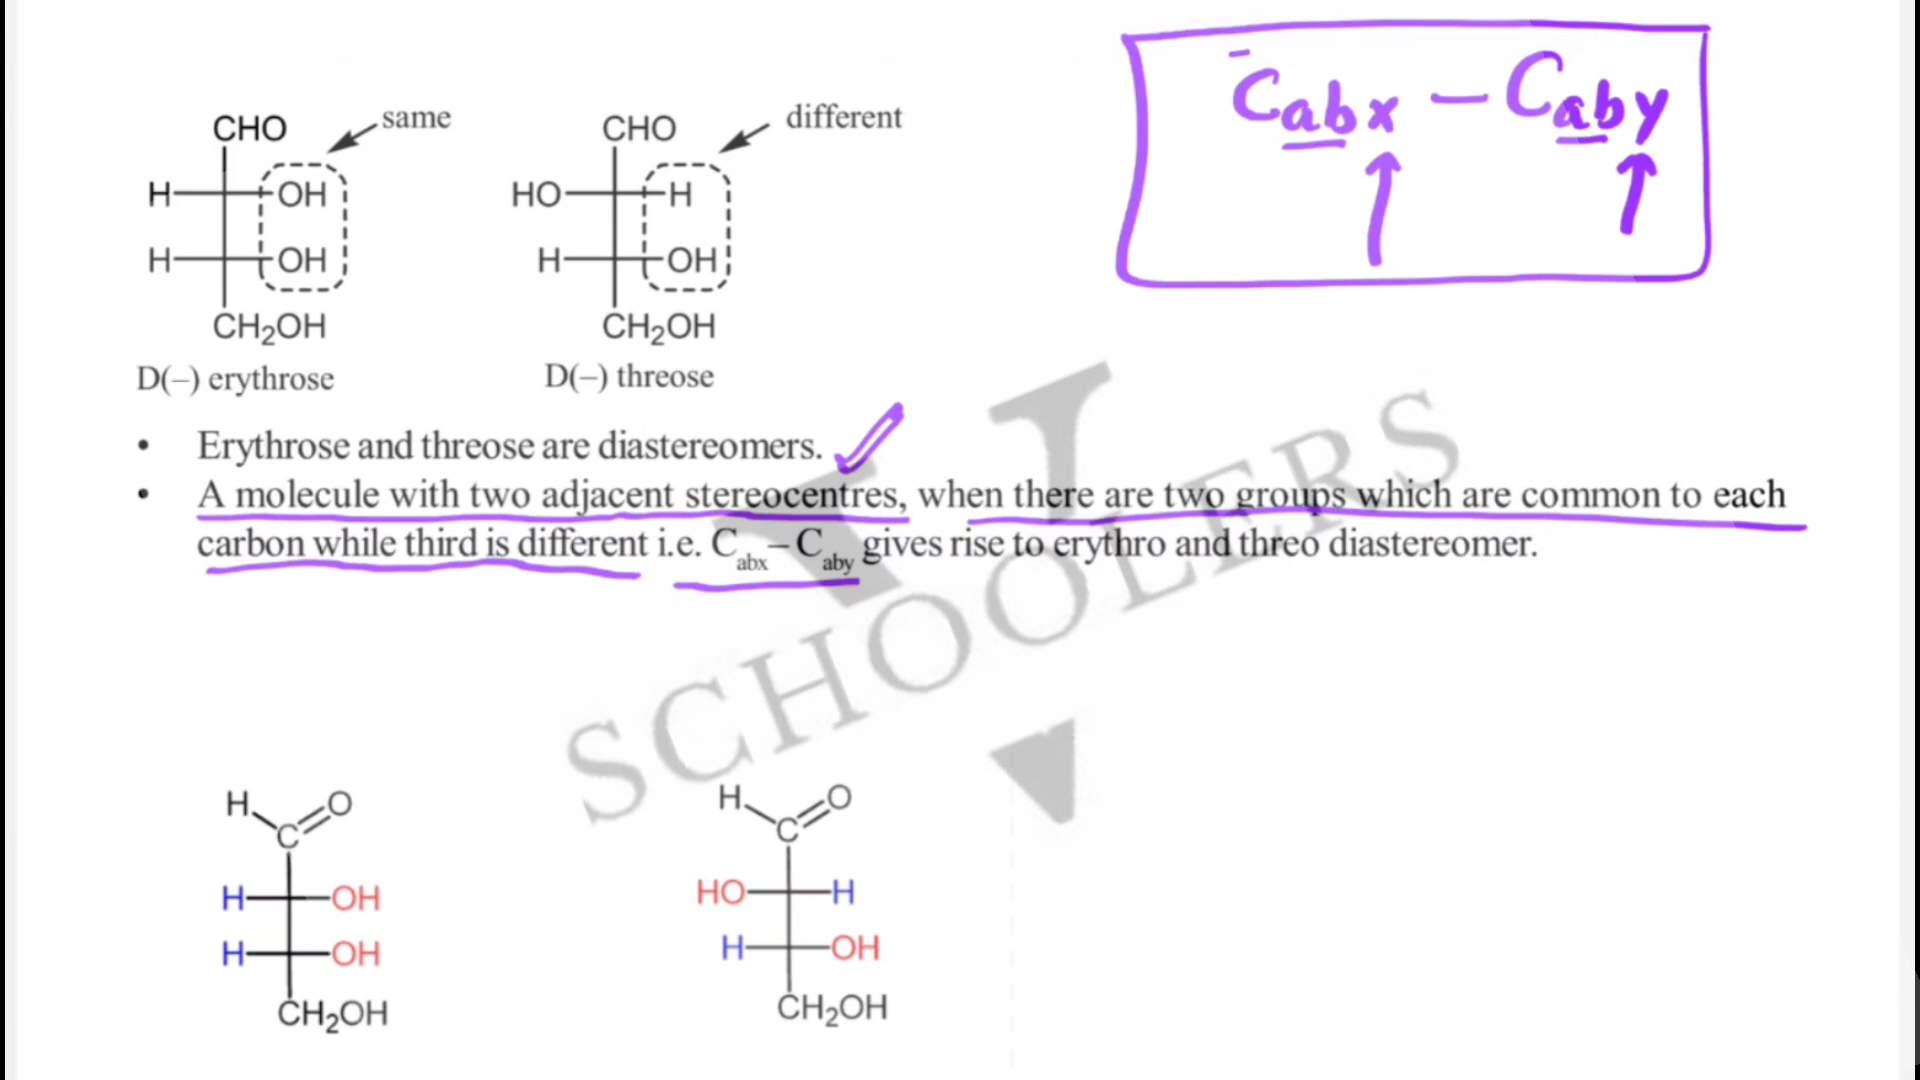 C̄abx – Caby
CHO same CHO different
H OH HO H
H OH H OH
CH₂OH CH₂OH
D(–) erythrose D(–) threose
• Erythrose and threose are diastereomers.
• A molecule with two adjacent stereocentres, when there are two groups which are common to each
carbon while third is different i.e. Cabx – Caby gives rise to erythro and threo diastereomer.
SCHOOLERS
H O H O
C C
H OH HO H
H OH H OH
CH₂OH CH₂OH